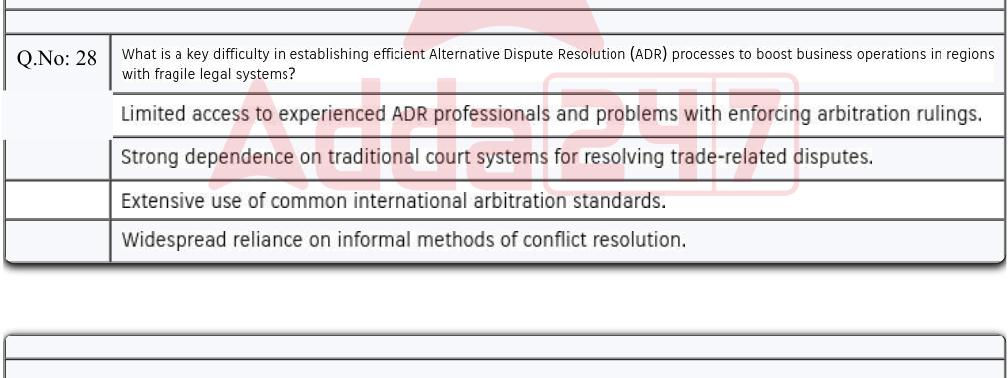 Q.No: 28
What is a key difficulty in establishing efficient Alternative Dispute Resolution (ADR) processes to boost business operations in regions
with fragile legal systems?
Limited access to experienced ADR professionals and problems with enforcing arbitration rulings.
Strong dependence on traditional court systems for resolving trade-related disputes.
Extensive use of common international arbitration standards.
Widespread reliance on informal methods of conflict resolution.
Adda247